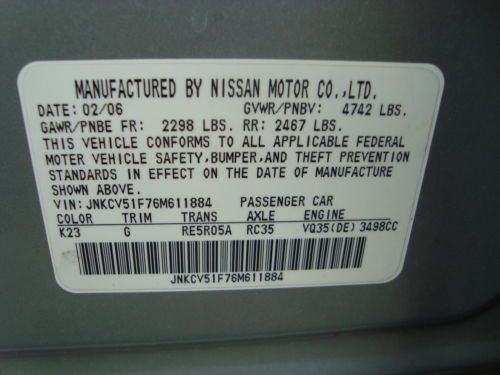 MANUFACTURED BY NISSAN MOTOR CO.,LTD.
DATE: 02/06 GVWR/PNBV: 4742 LBS.
GAWR/PNBE FR: 2298 LBS. RR: 2467 LBS.
THIS VEHICLE CONFORMS TO ALL APPLICABLE FEDERAL
MOTOR VEHICLE SAFETY,BUMPER,AND THEFT PREVENTION
STANDARDS IN EFFECT ON THE DATE OF MANUFACTURE
SHOWN ABOVE.
VIN: JNKCV51F76M611884 PASSENGER CAR
COLOR TRIM TRANS AXLE ENGINE
K23 G RE5R05A RC35 VQ35(DE) 3498CC
JNKCV51F76M611884